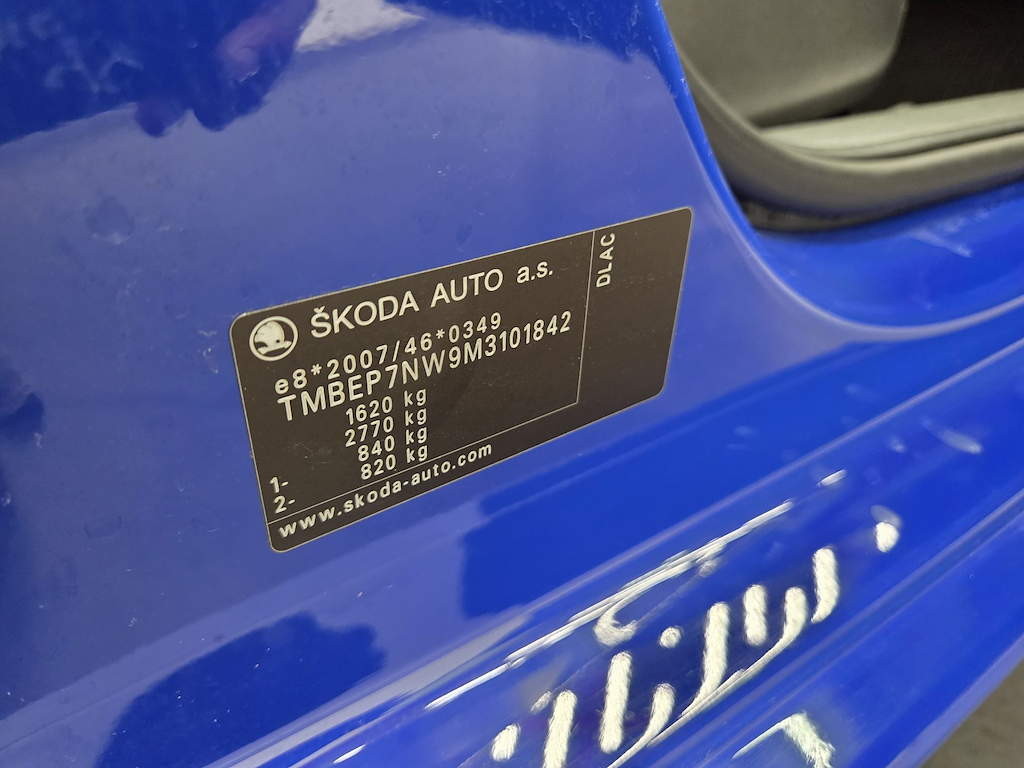 ŠKODA AUTO a.s.
DLAC
e8*2007/46*0349
TMBEP7NW9M3101842
1620 kg
2770 kg
1- 840 kg
2- 820 kg
www.skoda-auto.com